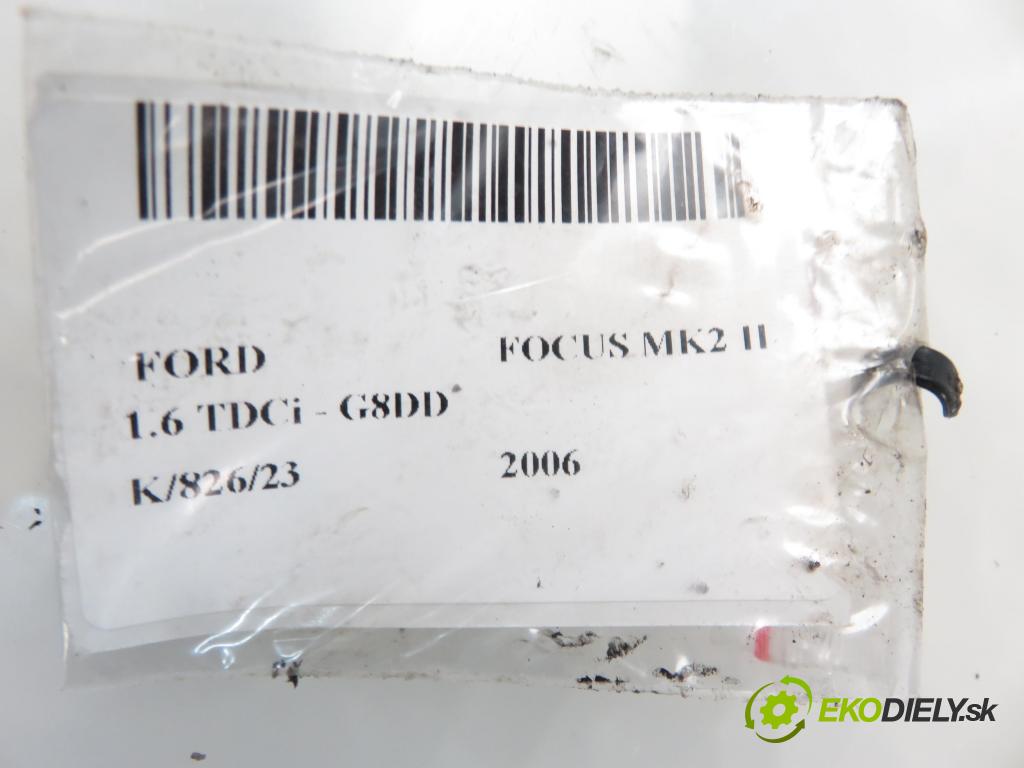 FORD FOCUS MK2 II
1.6 TDCi - G8DD
K/826/23 2006
EKODIELY.sk